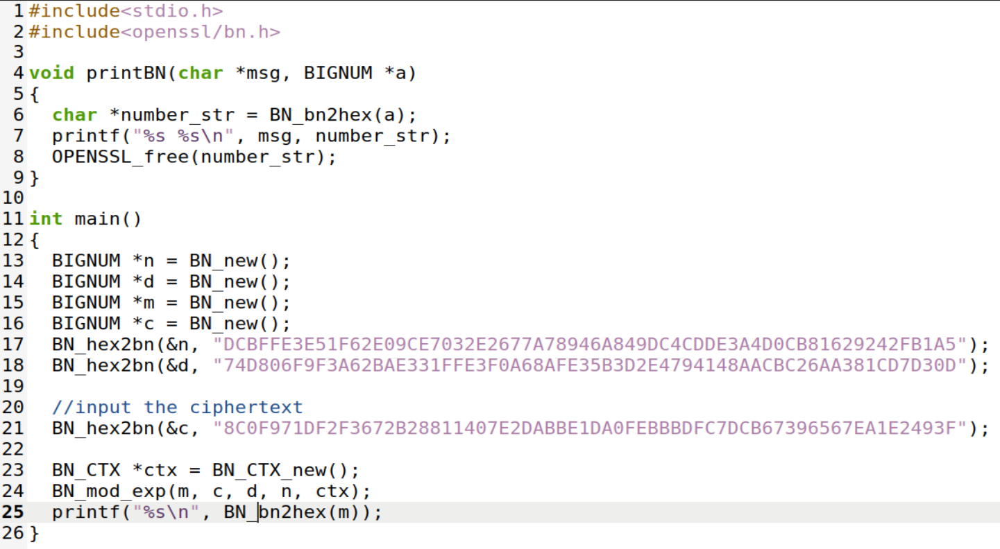 1 #include<stdio.h>
2 #include<openssl/bn.h>
3
4 void printBN(char *msg, BIGNUM *a)
5 {
6   char *number_str = BN_bn2hex(a);
7   printf("%s %s\n", msg, number_str);
8   OPENSSL_free(number_str);
9 }
10
11 int main()
12 {
13   BIGNUM *n = BN_new();
14   BIGNUM *d = BN_new();
15   BIGNUM *m = BN_new();
16   BIGNUM *c = BN_new();
17   BN_hex2bn(&n, "DCBFFE3E51F62E09CE7032E2677A78946A849DC4CDDE3A4D0CB81629242FB1A5");
18   BN_hex2bn(&d, "74D806F9F3A62BAE331FFE3F0A68AFE35B3D2E4794148AACBC26AA381CD7D30D");
19
20   //input the ciphertext
21   BN_hex2bn(&c, "8C0F971DF2F3672B28811407E2DABBE1DA0FEBBBDFC7DCB67396567EA1E2493F");
22
23   BN_CTX *ctx = BN_CTX_new();
24   BN_mod_exp(m, c, d, n, ctx);
25   printf("%s\n", BN_bn2hex(m));
26 }